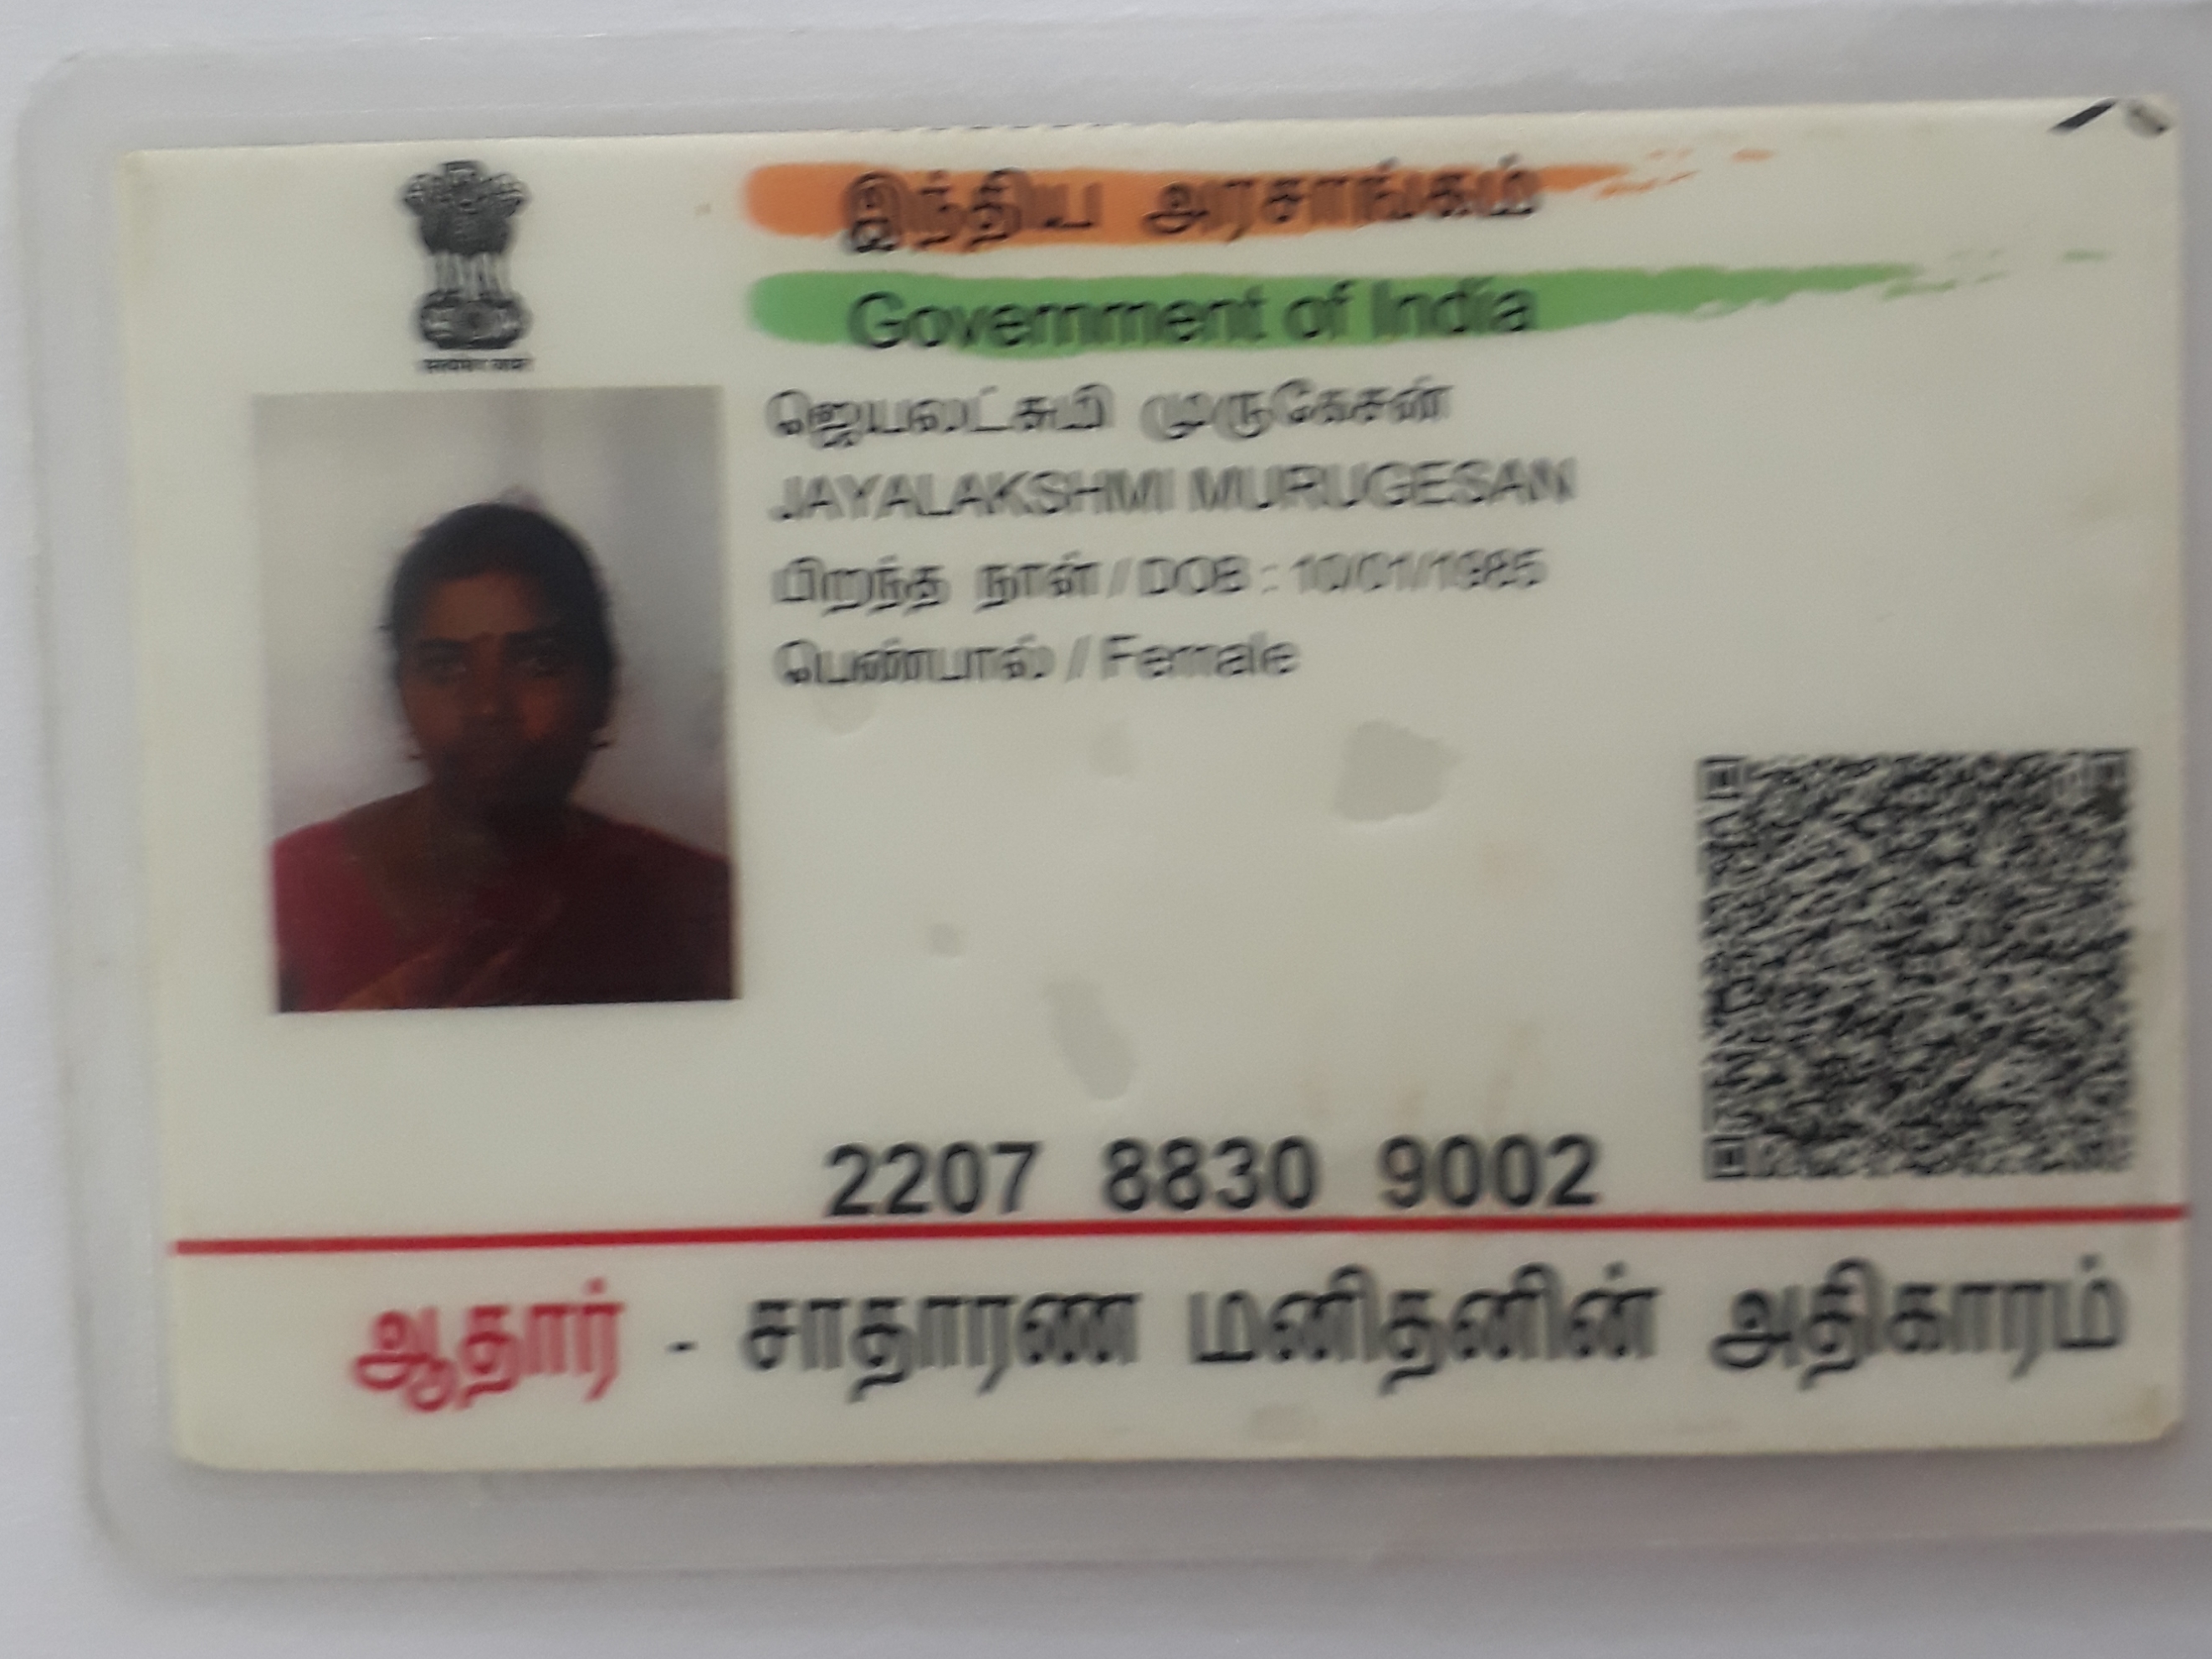 இந்திய அரசாங்கம்
Government of India
ஜெயலட்சுமி முருகேசன்
JAYALAKSHMI MURUGESAN
பிறந்த நாள் / DOB : 10/01/1985
பெண்பால் / Female
2207 8830 9002
ஆதார் - சாதாரண மனிதனின் அதிகாரம்